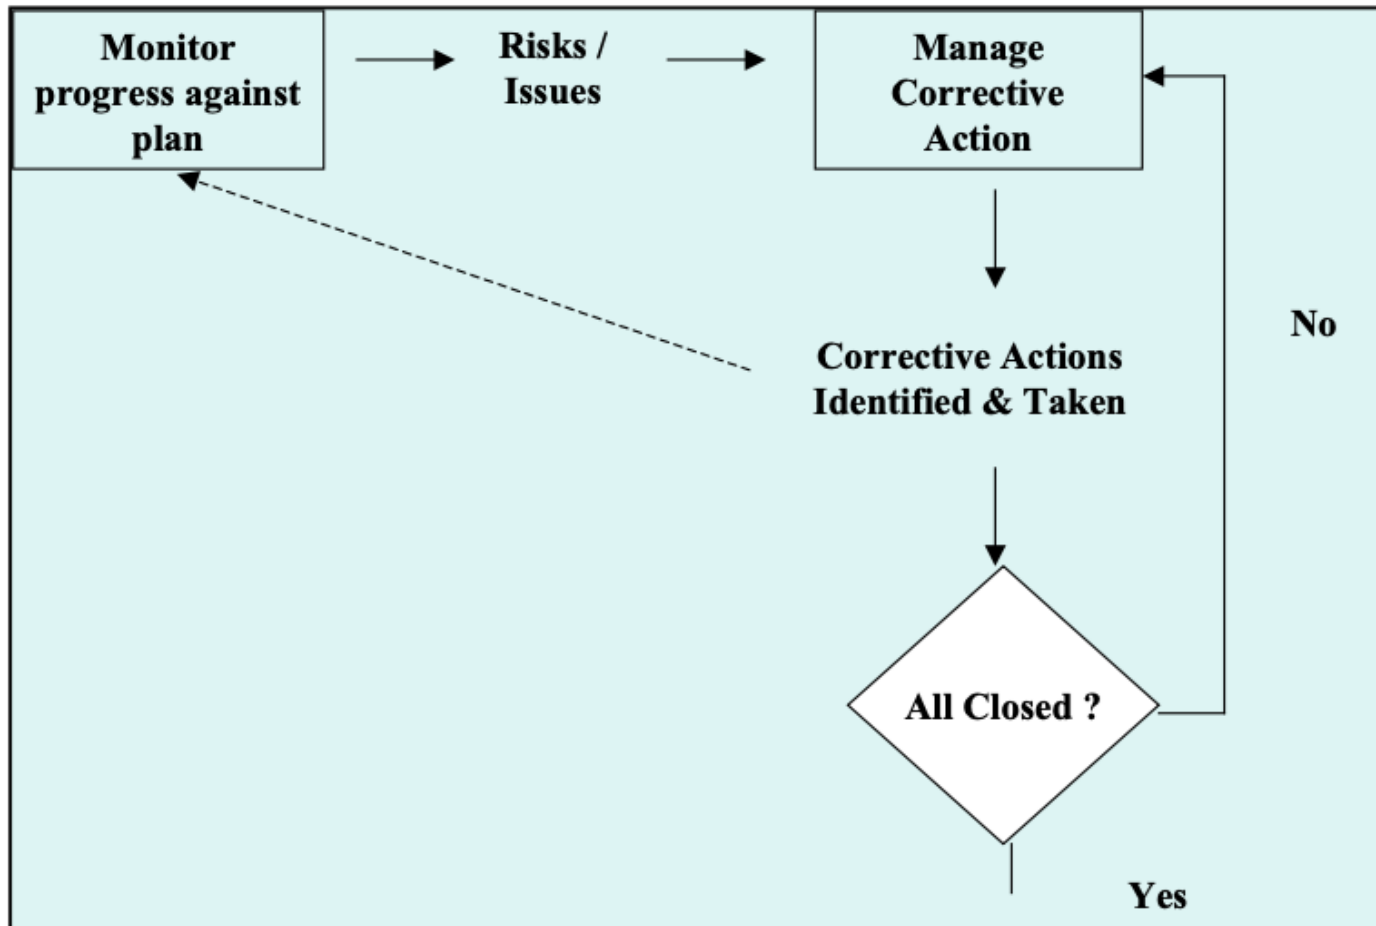 Monitor
progress against
plan
Risks /
Issues
Manage
Corrective
Action
No
Corrective Actions
Identified & Taken
All Closed ?
Yes